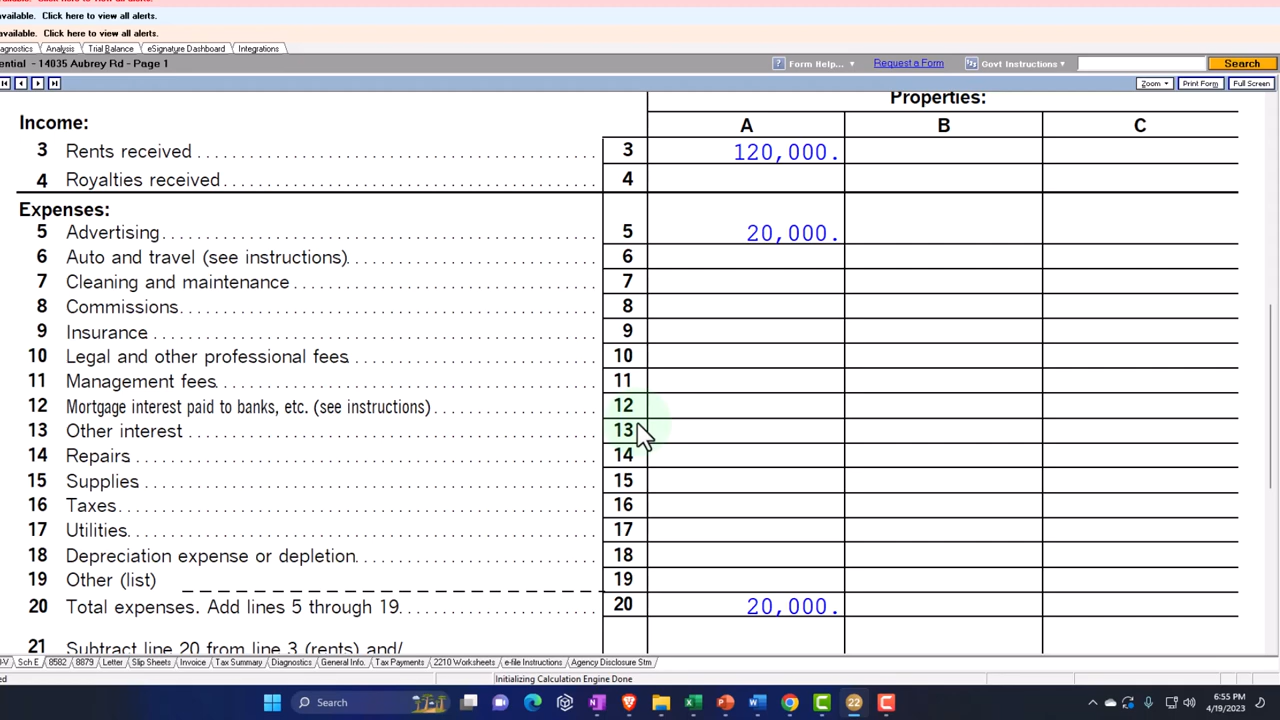 available. Click here to view all alerts.
available. Click here to view all alerts.
iagnostics Analysis Trial Balance eSignature Dashboard Integrations
ential - 14035 Aubrey Rd - Page 1 Form Help... Request a Form Govt Instructions Search
Zoom Print Form Full Screen
Properties:
Income: A B C
3 Rents received 3 120,000.
4 Royalties received 4
Expenses:
5 Advertising 5 20,000.
6 Auto and travel (see instructions) 6
7 Cleaning and maintenance 7
8 Commissions 8
9 Insurance 9
10 Legal and other professional fees 10
11 Management fees 11
12 Mortgage interest paid to banks, etc. (see instructions) 12
13 Other interest 13
14 Repairs 14
15 Supplies 15
16 Taxes 16
17 Utilities 17
18 Depreciation expense or depletion 18
19 Other (list) 19
20 Total expenses. Add lines 5 through 19 20 20,000.
21 Subtract line 20 from line 3 (rents) and/
-V Sch E 8582 8879 Letter Slip Sheets Invoice Tax Summary Diagnostics General Info. Tax Payments 2210 Worksheets e-file Instructions Agency Disclosure Stm
ed Initializing Calculation Engine Done
Search 22 6:55 PM
4/19/2023